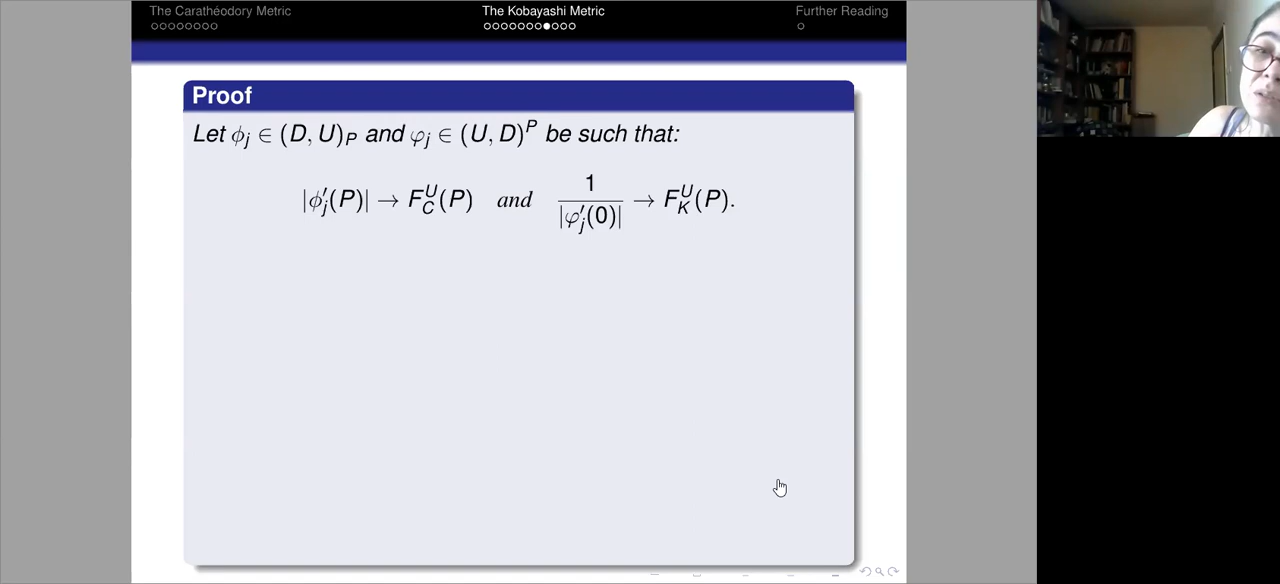 The Carathéodory Metric
The Kobayashi Metric
Further Reading
Proof
Let ϕ_j ∈ (D, U)_P and φ_j ∈ (U, D)^P be such that:
|ϕ'_j(P)| → F_C^U(P) and 1/|φ'_j(0)| → F_K^U(P).